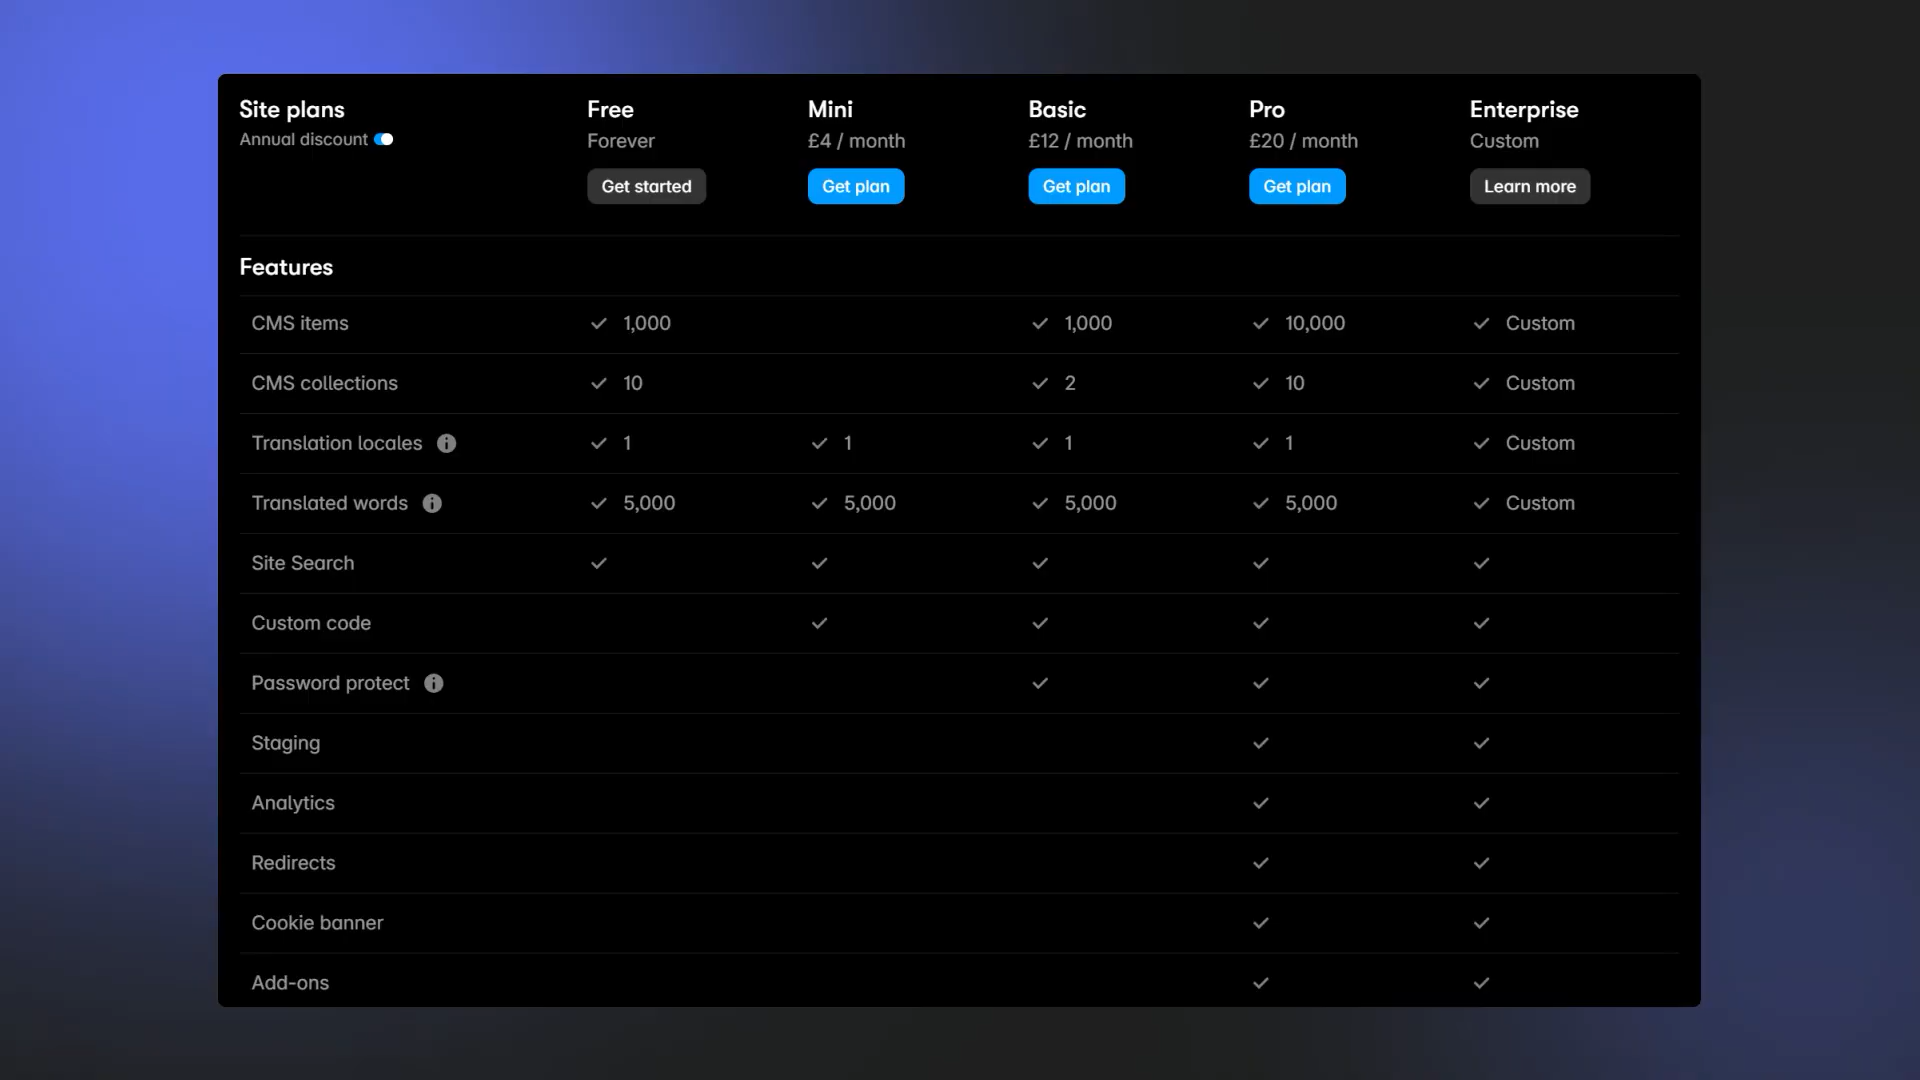 Site plans Free Mini Basic Pro Enterprise
Annual discount Forever £4 / month £12 / month £20 / month Custom
Get started Get plan Get plan Get plan Learn more
Features
CMS items 1,000 1,000 10,000 Custom
CMS collections 10 2 10 Custom
Translation locales 1 1 1 1 Custom
Translated words 5,000 5,000 5,000 5,000 Custom
Site Search
Custom code
Password protect
Staging
Analytics
Redirects
Cookie banner
Add-ons